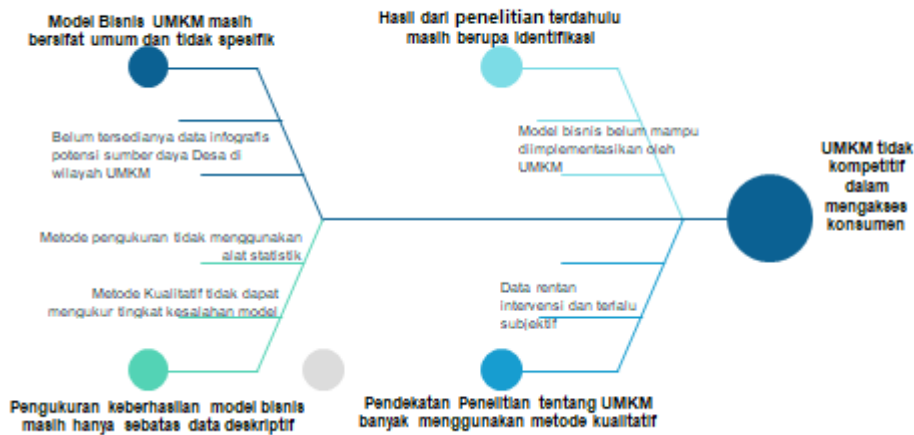 Model Bisnis UMKM masih
bersifat umum dan tidak spesifik
Hasil dari penelitian terdahulu
masih berupa identifikasi
Belum tersedianya data infografis
potensi sumber daya Desa di
wilayah UMKM
Model bisnis belum mampu
diimplementasikan oleh
UMKM
UMKM tidak
kompetitif
dalam
mengakses
konsumen
Metode pengukuran tidak menggunakan
alat statistik
Metode Kualitatif tidak dapat
mengukur tingkat kesalahan model
Data rentan
intervensi dan terlalu
subjektif
Pengukuran keberhasilan model bisnis
masih hanya sebatas data deskriptif
Pendekatan Penelitian tentang UMKM
banyak menggunakan metode kualitatif